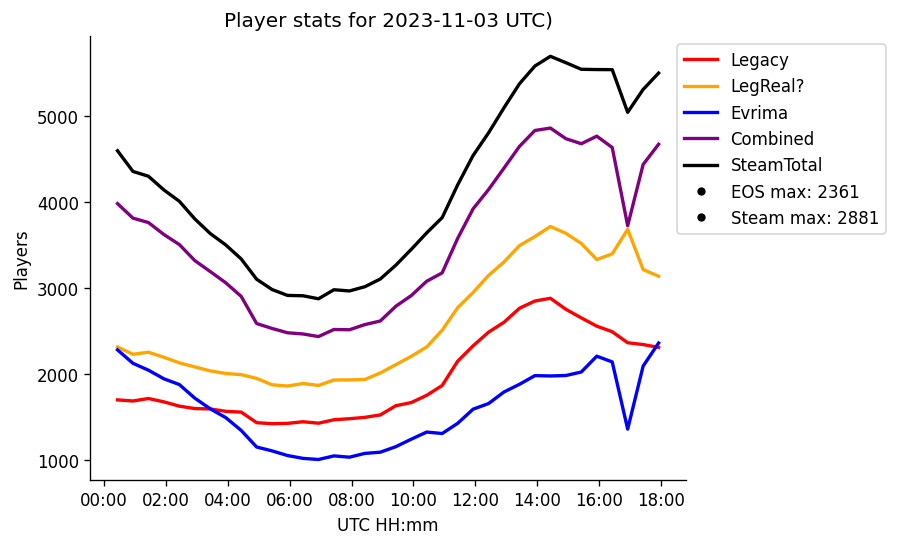 Player stats for 2023-11-03 UTC)
Legacy
LegReal?
Evrima
Combined
SteamTotal
EOS max: 2361
Steam max: 2881
Players
5000
4000
3000
2000
1000
00:00 02:00 04:00 06:00 08:00 10:00 12:00 14:00 16:00 18:00
UTC HH:mm